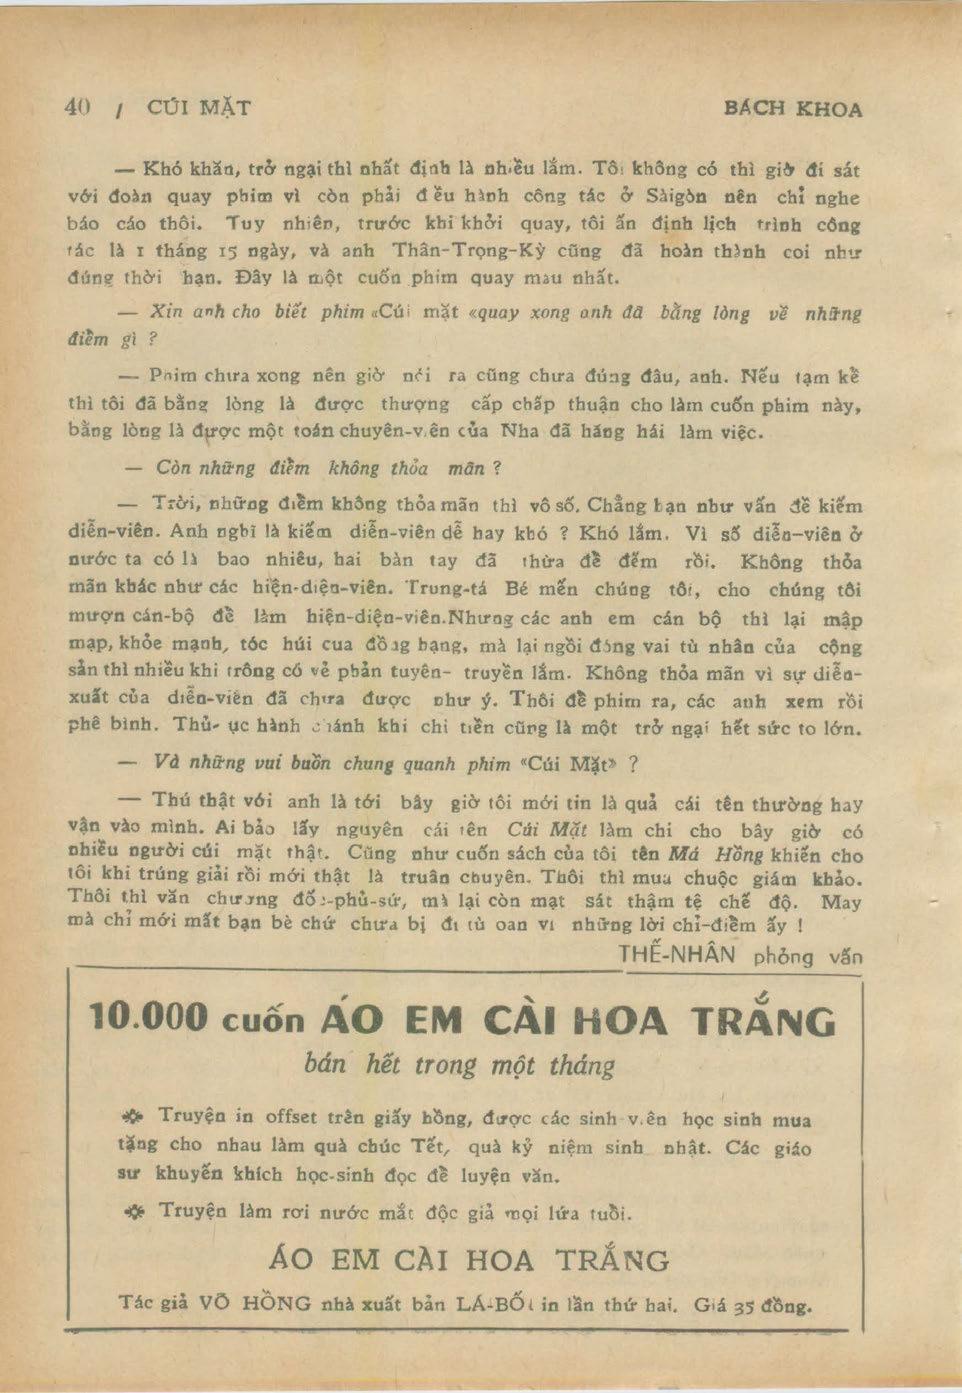 40 / CÚI MẶT
BÁCH KHOA
— Khó khăn, trở ngại thì nhất định là nhiều lắm. Tôi không có thì giờ đi sát
với đoàn quay phim vì còn phải điều hành công tác ở Sàigòn nên chỉ nghe
báo cáo thôi. Tuy nhiên, trước khi khởi quay, tôi ấn định lịch trình công
tác là 1 tháng 15 ngày, và anh Thân-Trọng-Kỳ cũng đã hoàn thành coi như
đúng thời hạn. Đây là một cuốn phim quay mau nhất.
— Xin anh cho biết phim «Cúi mặt «quay xong anh đã bằng lòng về những
điểm gì ?
— Phim chưa xong nên giờ nói ra cũng chưa đúng đâu, anh. Nếu tạm kể
thì tôi đã bằng lòng là được thượng cấp chấp thuận cho làm cuốn phim này,
bằng lòng là được một toán chuyên-viên của Nha đã hăng hái làm việc.
— Còn những điểm không thỏa mãn ?
— Trời, những điểm không thỏa mãn thì vô số. Chẳng hạn như vấn đề kiếm
diễn-viên. Anh nghĩ là kiếm diễn-viên dễ hay khó ? Khó lắm. Vì số diễn-viên ở
nước ta có là bao nhiêu, hai bàn tay đã thừa để đếm rồi. Không thỏa
mãn khác như các hiện-diện-viên. Trung-tá Bé mến chúng tôi, cho chúng tôi
mượn cán-bộ để làm hiện-diện-viên.Nhưng các anh em cán bộ thì lại mập
mạp, khỏe mạnh, tóc húi cua đồng hạng, mà lại ngồi đóng vai tù nhân của cộng
sản thì nhiều khi trông có vẻ phản tuyên- truyền lắm. Không thỏa mãn vì sự diễn-
xuất của diễn-viên đã chưa được như ý. Thôi để phim ra, các anh xem rồi
phê bình. Thủ-tục hành chánh khi chi tiền cũng là một trở ngại hết sức to lớn.
— Và những vui buồn chung quanh phim «Cúi Mặt» ?
— Thú thật với anh là tới bây giờ tôi mới tin là quả cái tên thường hay
vận vào mình. Ai bảo lấy nguyên cái tên Cúi Mặt làm chi cho bây giờ có
nhiều người cúi mặt thật. Cũng như cuốn sách của tôi tên Má Hồng khiến cho
tôi khi trúng giải rồi mới thật là truân chuyên. Thôi thì mua chuộc giám khảo.
Thôi thì văn chương đổi-phủ-sứ, mà lại còn mạt sát thậm tệ chế độ. May
mà chỉ mới mất bạn bè chứ chưa bị đi tù oan vì những lời chỉ-điểm ấy !
THẾ-NHÂN phỏng vấn
10.000 cuốn ÁO EM CÀI HOA TRẮNG
bán hết trong một tháng
Truyện in offset trên giấy hồng, được các sinh viên học sinh mua
tặng cho nhau làm quà chúc Tết, quà kỷ niệm sinh nhật. Các giáo
sư khuyến khích học-sinh đọc để luyện văn.
Truyện làm rơi nước mắt độc giả mọi lứa tuổi.
ÁO EM CÀI HOA TRẮNG
Tác giả VÕ HỒNG nhà xuất bản LÁ-BỐI in lần thứ hai. Giá 35 đồng.